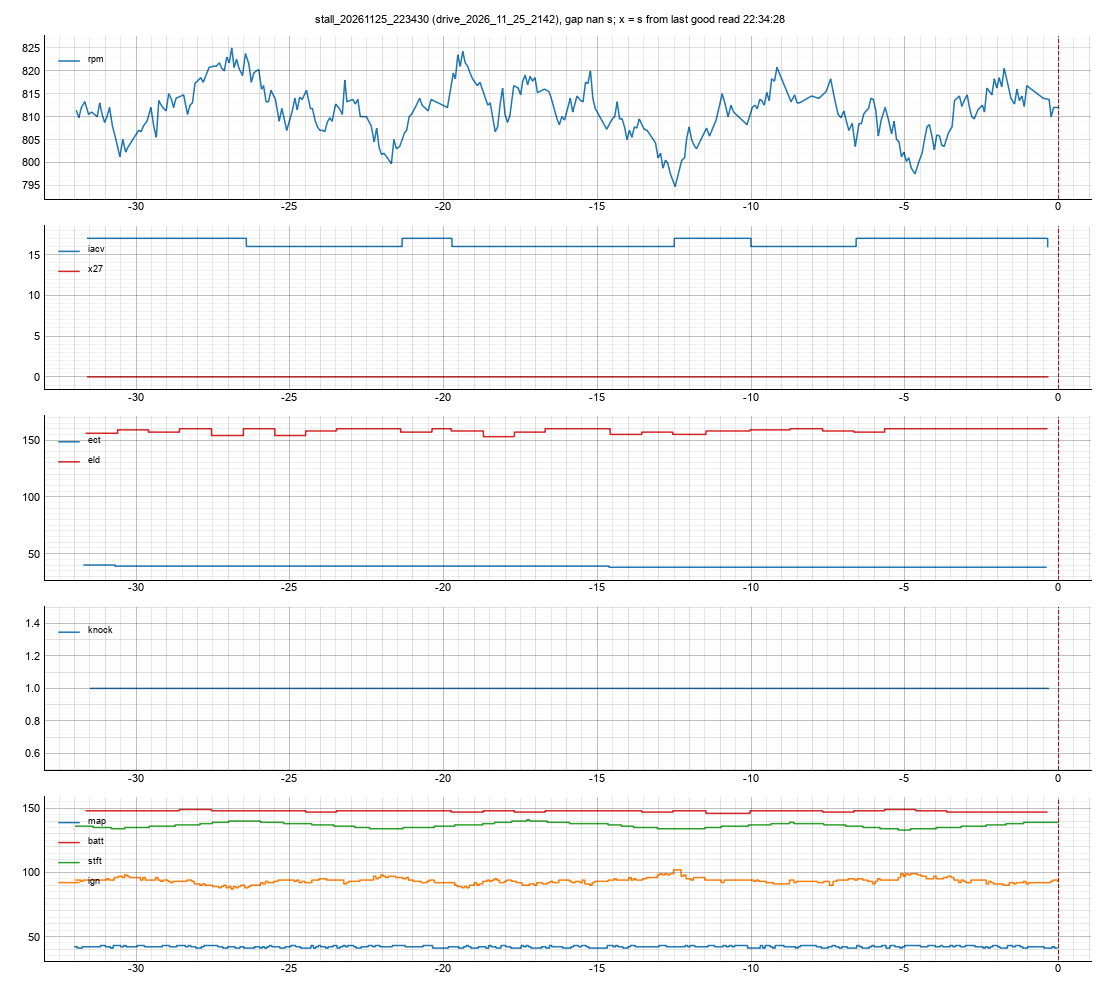 stall_20261125_223430 (drive_2026_11_25_2142), gap nan s; x = s from last good read 22:34:28
825
820
815
810
805
800
795
rpm
-30 -25 -20 -15 -10 -5 0
15
10
5
0
iacv
x27
-30 -25 -20 -15 -10 -5 0
150
100
50
ect
eld
-30 -25 -20 -15 -10 -5 0
1.4
1.2
1.0
0.8
0.6
knock
-30 -25 -20 -15 -10 -5 0
150
100
50
map
batt
stft
ign
-30 -25 -20 -15 -10 -5 0